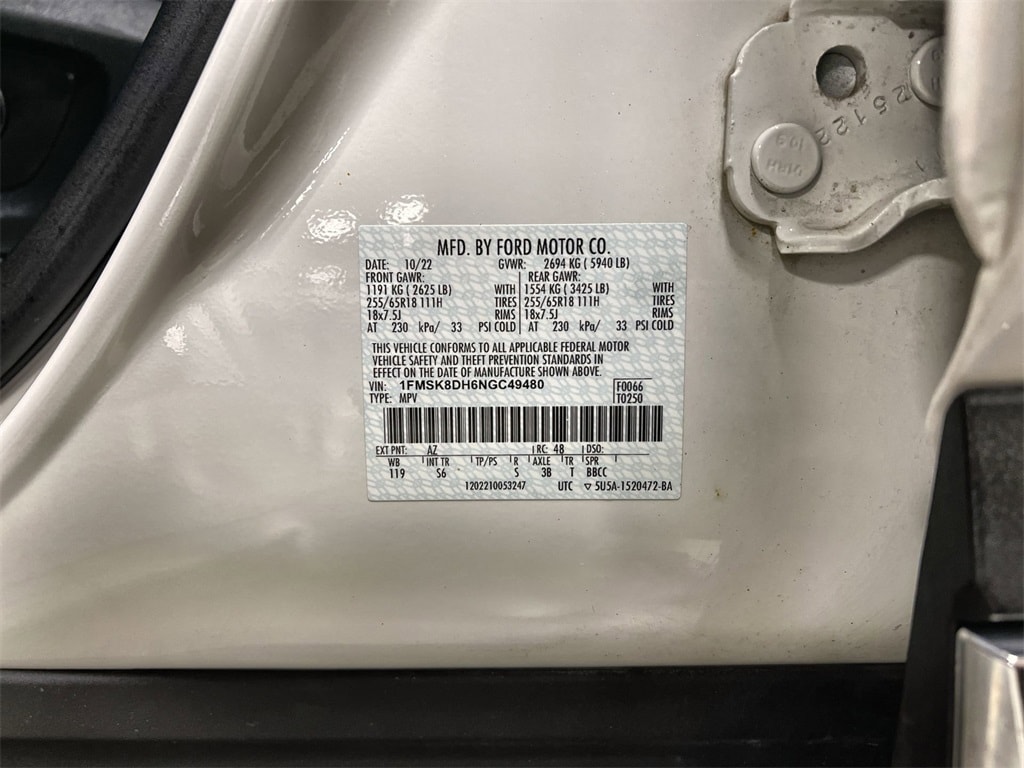 MFD. BY FORD MOTOR CO.
DATE: 10/22 GVWR: 2694 KG ( 5940 LB)
FRONT GAWR: REAR GAWR:
1191 KG ( 2625 LB) WITH 1554 KG ( 3425 LB) WITH
255/65R18 111H TIRES 255/65R18 111H TIRES
18x7.5J RIMS 18x7.5J RIMS
AT 230 kPa/ 33 PSI COLD AT 230 kPa/ 33 PSI COLD
THIS VEHICLE CONFORMS TO ALL APPLICABLE FEDERAL MOTOR
VEHICLE SAFETY AND THEFT PREVENTION STANDARDS IN
EFFECT ON THE DATE OF MANUFACTURE SHOWN ABOVE.
VIN: 1FMSK8DH6NGC49480 F0066
TYPE: MPV T0250
EXT PNT: AZ RC: 48 DSO:
WB INT TR TP/PS R AXLE TR SPR
119 S6 S 3B T BBCC
1202210053247 UTC ▽ 5U5A-1520472-BA
25122
10.9